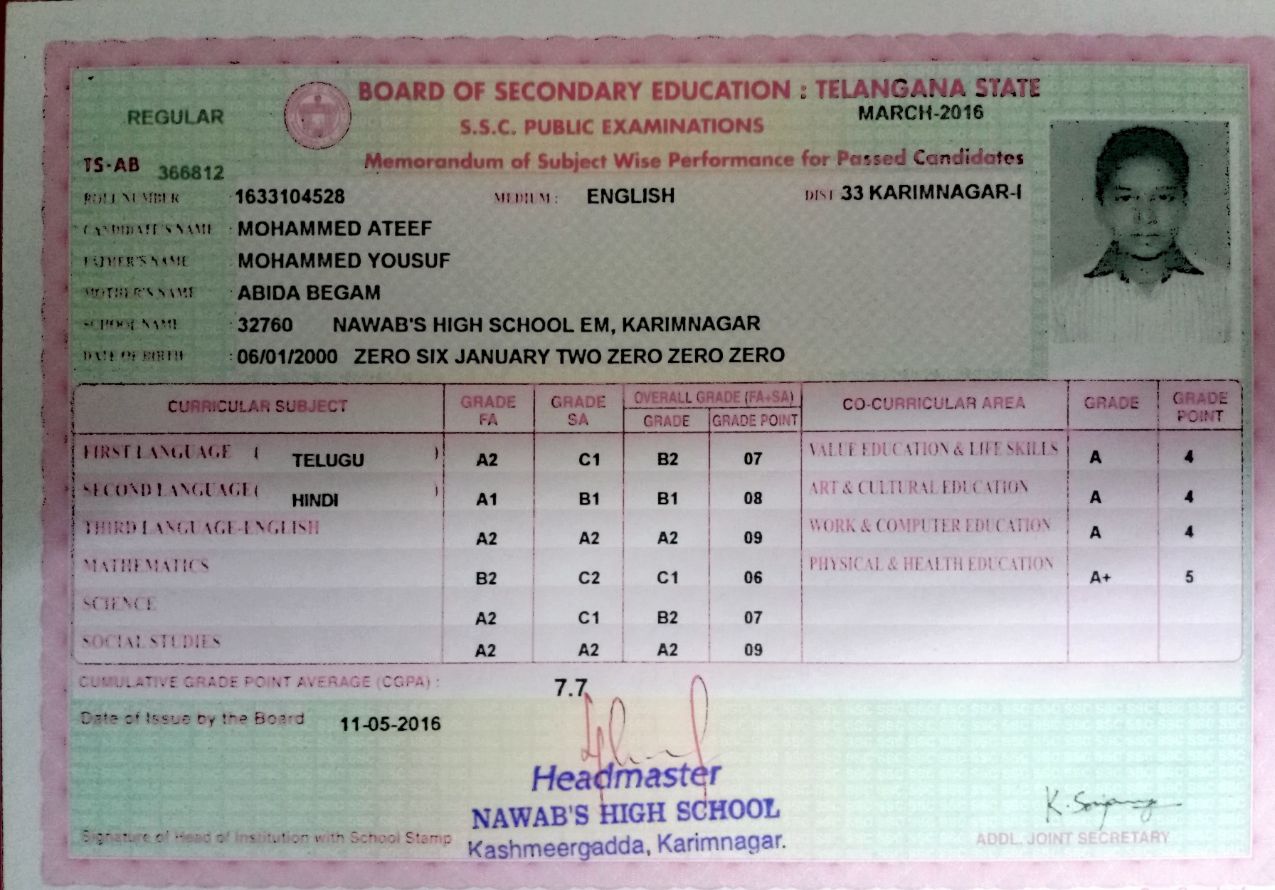 BOARD OF SECONDARY EDUCATION : TELANGANA STATE
REGULAR
S.S.C. PUBLIC EXAMINATIONS MARCH-2016
Memorandum of Subject Wise Performance for Passed Candidates
TS-AB 366812
ROLL NUMBER : 1633104528 MEDIUM : ENGLISH DIST 33 KARIMNAGAR-I
CANDIDATE'S NAME : MOHAMMED ATEEF
FATHER'S NAME : MOHAMMED YOUSUF
MOTHER'S NAME : ABIDA BEGAM
SCHOOL NAME : 32760 NAWAB'S HIGH SCHOOL EM, KARIMNAGAR
DATE OF BIRTH : 06/01/2000 ZERO SIX JANUARY TWO ZERO ZERO ZERO
CURRICULAR SUBJECT GRADE FA GRADE SA OVERALL GRADE (FA+SA) CO-CURRICULAR AREA GRADE GRADE POINT
GRADE GRADE POINT
FIRST LANGUAGE ( TELUGU ) A2 C1 B2 07 VALUE EDUCATION & LIFE SKILLS A 4
SECOND LANGUAGE ( HINDI ) A1 B1 B1 08 ART & CULTURAL EDUCATION A 4
THIRD LANGUAGE-ENGLISH A2 A2 A2 09 WORK & COMPUTER EDUCATION A 4
MATHEMATICS B2 C2 C1 06 PHYSICAL & HEALTH EDUCATION A+ 5
SCIENCE A2 C1 B2 07
SOCIAL STUDIES A2 A2 A2 09
CUMULATIVE GRADE POINT AVERAGE (CGPA) : 7.7
Date of Issue by the Board 11-05-2016
Headmaster
NAWAB'S HIGH SCHOOL
Kashmeergadda, Karimnagar.
Signature of Head of Institution with School Stamp
ADDL. JOINT SECRETARY